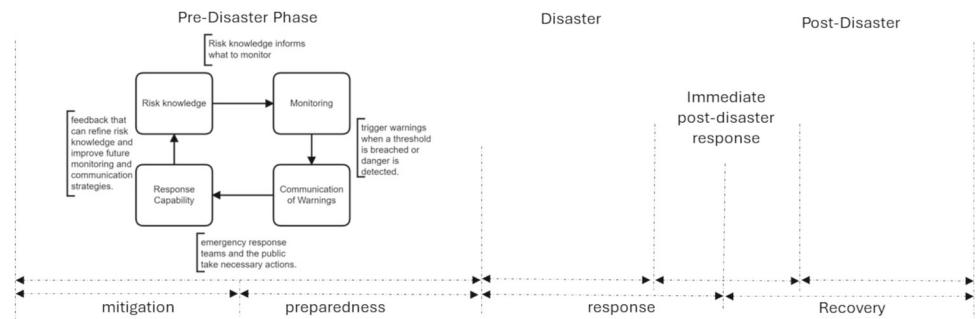 Pre-Disaster Phase
Disaster
Post-Disaster
Risk knowledge informs
what to monitor
Risk knowledge
Monitoring
Immediate
post-disaster
response
feedback that
can refine risk
knowledge and
improve future
monitoring and
communication
strategies.
trigger warnings
when a threshold
is breached or
danger is
detected.
Response
Capability
Communication
of Warnings
emergency response
teams and the public
take necessary actions.
mitigation
preparedness
response
Recovery